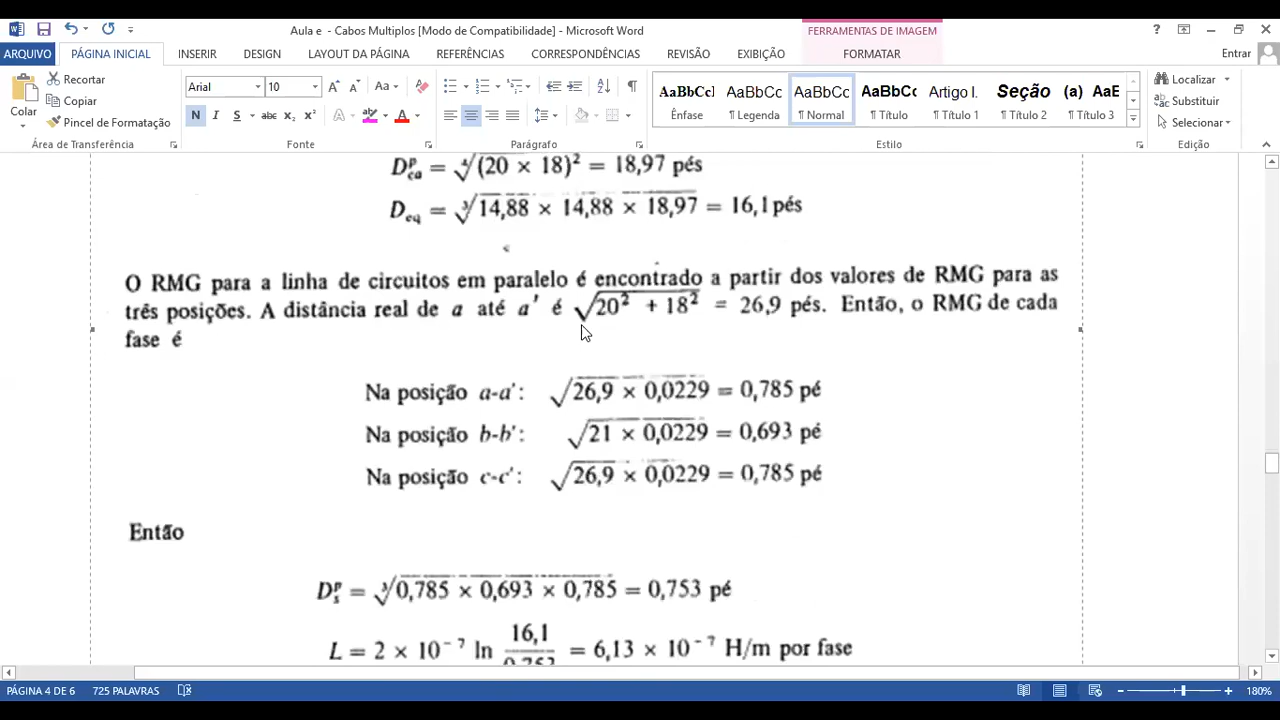 Aula e - Cabos Multiplos [Modo de Compatibilidade] - Microsoft Word
FERRAMENTAS DE IMAGEM
?
ARQUIVO PÁGINA INICIAL INSERIR DESIGN LAYOUT DA PÁGINA REFERÊNCIAS CORRESPONDÊNCIAS REVISÃO EXIBIÇÃO FORMATAR Entrar
Colar
Recortar
Copiar
Pincel de Formatação
Área de Transferência
Arial 10
N I S abc x₂ x²
Fonte
Parágrafo
AaBbCcl AaBbCc AaBbCc AaBbCc Artigo I. Seção (a) AaE
Ênfase ¶ Legenda ¶ Normal ¶ Título ¶ Título 1 ¶ Título 2 ¶ Título 3
Estilo
Localizar
Substituir
Selecionar
Edição
D^p_ca = ⁴√(20 × 18)² = 18,97 pés
D_eq = ³√14,88 × 14,88 × 18,97 = 16,1 pés
O RMG para a linha de circuitos em paralelo é encontrado a partir dos valores de RMG para as
três posições. A distância real de a até a' é √20² + 18² = 26,9 pés. Então, o RMG de cada
fase é
Na posição a-a': √26,9 × 0,0229 = 0,785 pé
Na posição b-b': √21 × 0,0229 = 0,693 pé
Na posição c-c': √26,9 × 0,0229 = 0,785 pé
Então
D^p_s = ³√0,785 × 0,693 × 0,785 = 0,753 pé
L = 2 × 10⁻⁷ ln 16,1/0,753 = 6,13 × 10⁻⁷ H/m por fase
PÁGINA 4 DE 6 725 PALAVRAS 180%